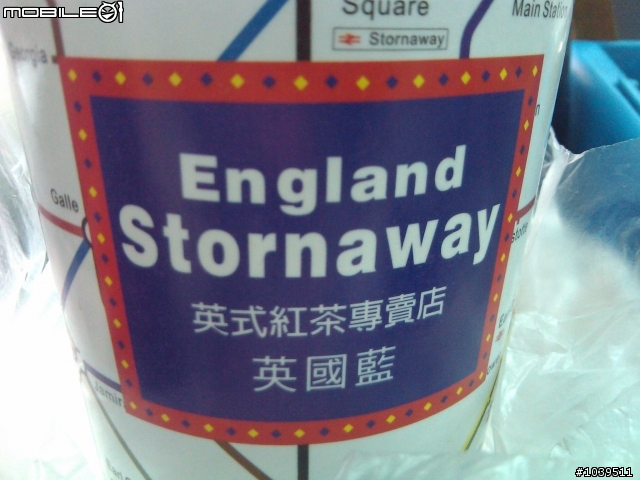 MOBILE01
Square
Main Station
Stornaway
Georgia
England
Galle
Stornaway
英式紅茶專賣店
英國藍
#1039511